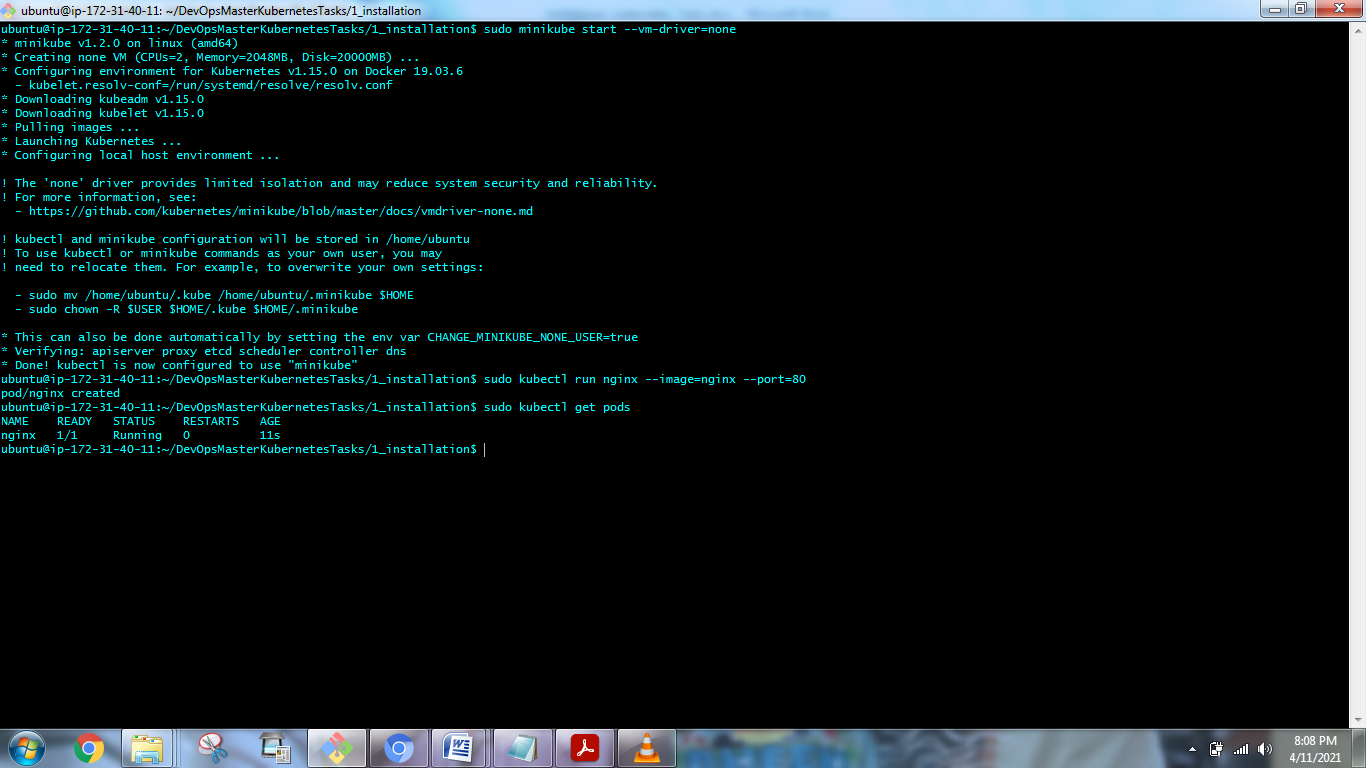 ubuntu@ip-172-31-40-11: ~/DevOpsMasterKubernetesTasks/1_installation
ubuntu@ip-172-31-40-11:~/DevOpsMasterKubernetesTasks/1_installation$ sudo minikube start --vm-driver=none
* minikube v1.2.0 on linux (amd64)
* Creating none VM (CPUs=2, Memory=2048MB, Disk=20000MB) ...
* Configuring environment for Kubernetes v1.15.0 on Docker 19.03.6
  - kubelet.resolv-conf=/run/systemd/resolve/resolv.conf
* Downloading kubeadm v1.15.0
* Downloading kubelet v1.15.0
* Pulling images ...
* Launching Kubernetes ...
* Configuring local host environment ...
! The 'none' driver provides limited isolation and may reduce system security and reliability.
! For more information, see:
  - https://github.com/kubernetes/minikube/blob/master/docs/vmdriver-none.md
! kubectl and minikube configuration will be stored in /home/ubuntu
! To use kubectl or minikube commands as your own user, you may
! need to relocate them. For example, to overwrite your own settings:
  - sudo mv /home/ubuntu/.kube /home/ubuntu/.minikube $HOME
  - sudo chown -R $USER $HOME/.kube $HOME/.minikube
* This can also be done automatically by setting the env var CHANGE_MINIKUBE_NONE_USER=true
* Verifying: apiserver proxy etcd scheduler controller dns
* Done! kubectl is now configured to use "minikube"
ubuntu@ip-172-31-40-11:~/DevOpsMasterKubernetesTasks/1_installation$ sudo kubectl run nginx --image=nginx --port=80
pod/nginx created
ubuntu@ip-172-31-40-11:~/DevOpsMasterKubernetesTasks/1_installation$ sudo kubectl get pods
NAME    READY   STATUS    RESTARTS   AGE
nginx   1/1     Running   0          11s
ubuntu@ip-172-31-40-11:~/DevOpsMasterKubernetesTasks/1_installation$
8:08 PM
4/11/2021